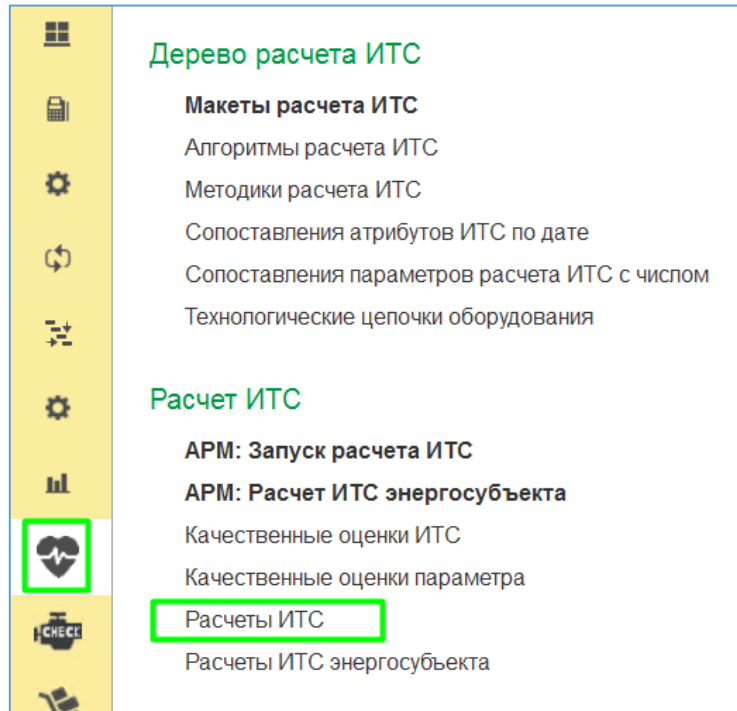 Дерево расчета ИТС
Макеты расчета ИТС
Алгоритмы расчета ИТС
Методики расчета ИТС
Сопоставления атрибутов ИТС по дате
Сопоставления параметров расчета ИТС с числом
Технологические цепочки оборудования
Расчет ИТС
АРМ: Запуск расчета ИТС
АРМ: Расчет ИТС энергосубъекта
Качественные оценки ИТС
Качественные оценки параметра
Расчеты ИТС
CHECK
Расчеты ИТС энергосубъекта